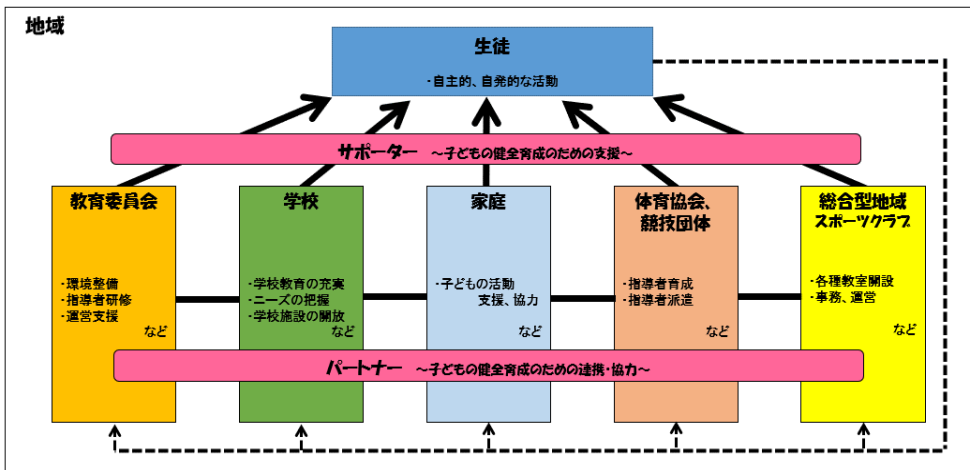 地域
生徒
・自主的、自発的な活動
サポーター ～子どもの健全育成のための支援～
教育委員会
・環境整備
・指導者研修
・運営支援
など
学校
・学校教育の充実
・ニーズの把握
・学校施設の開放
など
家庭
・子どもの活動
支援、協力
など
体育協会、
競技団体
・指導者育成
・指導者派遣
など
総合型地域
スポーツクラブ
・各種教室開設
・事務、運営
など
パートナー ～子どもの健全育成のための連携・協力～